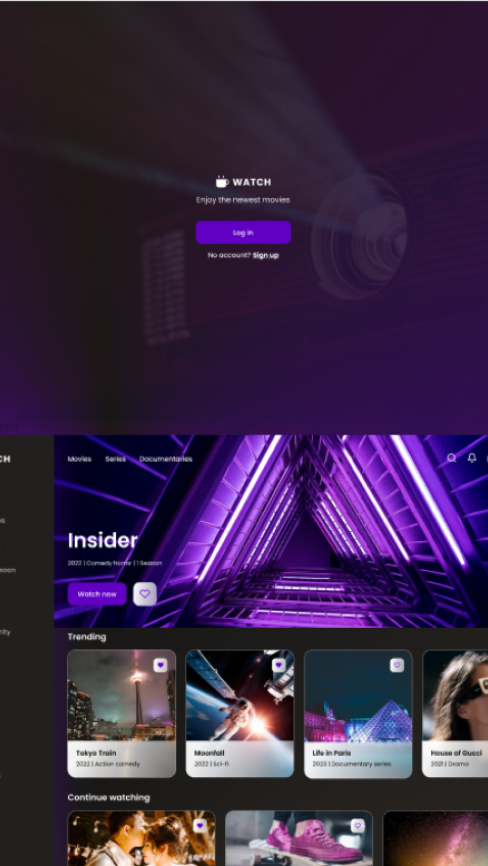 WATCH
Enjoy the newest movies
Log in
No account? Sign up
CH
Movies Series Documentaries
Insider
2022 | Comedy horror | 1 Season
Watch now
Trending
Tokyo Train
2022 | Action comedy
Moonfall
2022 | Sci-fi
Life in Paris
2023 | Documentary series
House of Gucci
2021 | Drama
Continue watching